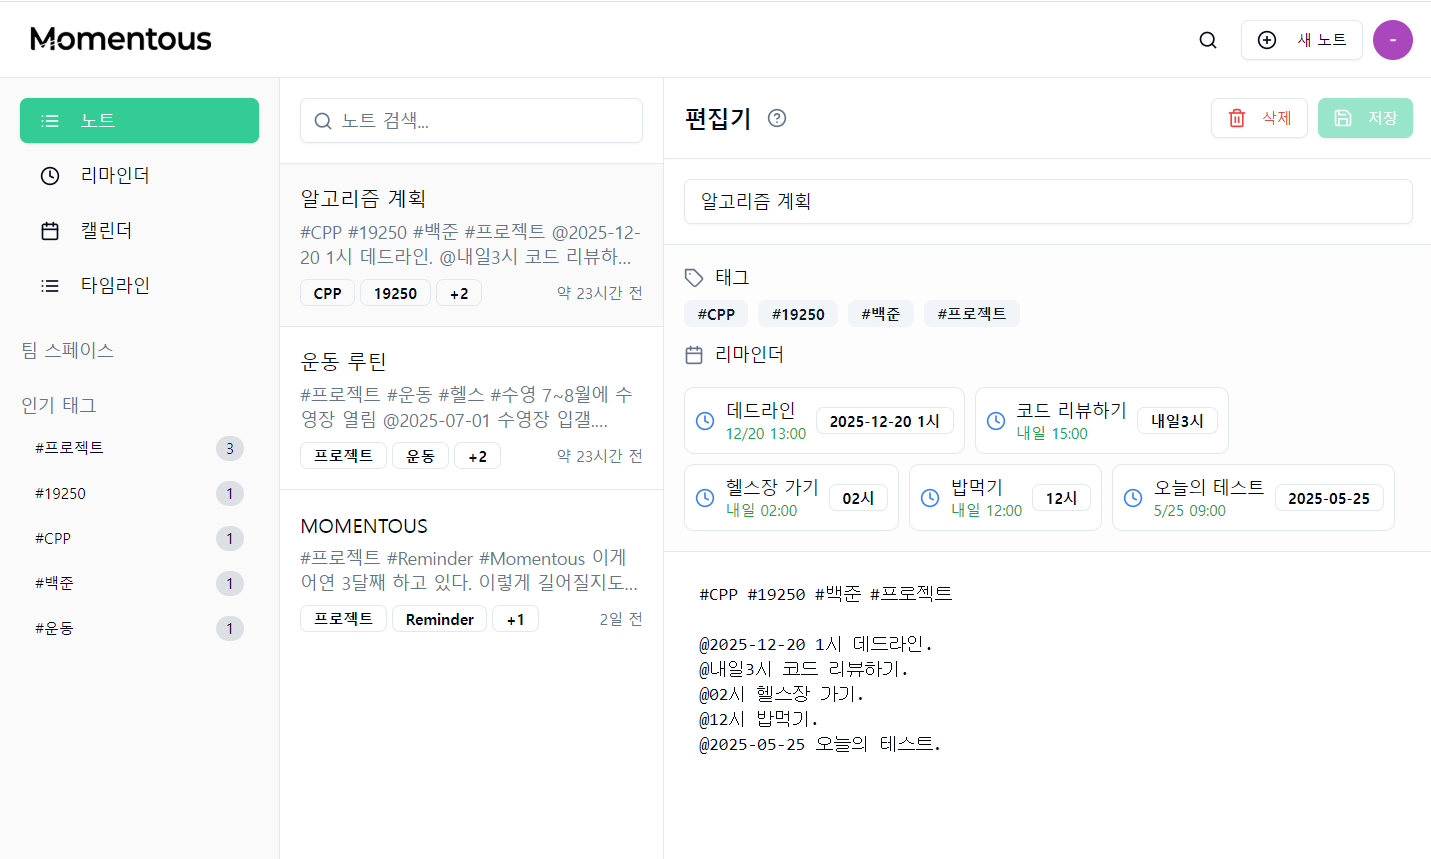 Momentous
새 노트
-
노트
리마인더
캘린더
타임라인
팀 스페이스
인기 태그
#프로젝트 3
#19250 1
#CPP 1
#백준 1
#운동 1
노트 검색...
알고리즘 계획
#CPP #19250 #백준 #프로젝트 @2025-12-
20 1시 데드라인. @내일3시 코드 리뷰하...
CPP 19250 +2 약 23시간 전
운동 루틴
#프로젝트 #운동 #헬스 #수영 7~8월에 수
영장 열림 @2025-07-01 수영장 입갤....
프로젝트 운동 +2 약 23시간 전
MOMENTOUS
#프로젝트 #Reminder #Momentous 이게
어연 3달째 하고 있다. 이렇게 길어질지도...
프로젝트 Reminder +1 2일 전
편집기
삭제
저장
알고리즘 계획
태그
#CPP #19250 #백준 #프로젝트
리마인더
데드라인
12/20 13:00
2025-12-20 1시
코드 리뷰하기
내일 15:00
내일3시
헬스장 가기
내일 02:00
02시
밥먹기
내일 12:00
12시
오늘의 테스트
5/25 09:00
2025-05-25
#CPP #19250 #백준 #프로젝트
@2025-12-20 1시 데드라인.
@내일3시 코드 리뷰하기.
@02시 헬스장 가기.
@12시 밥먹기.
@2025-05-25 오늘의 테스트.